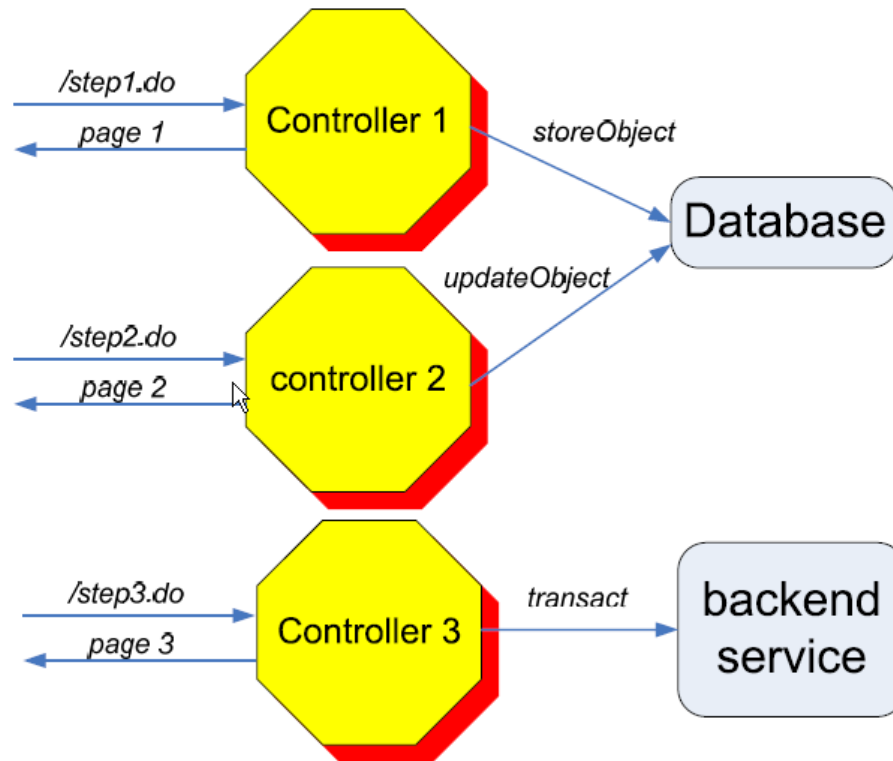 /step1.do
page 1
Controller 1
storeObject
Database
updateObject
/step2.do
page 2
controller 2
/step3.do
page 3
Controller 3
transact
backend
service